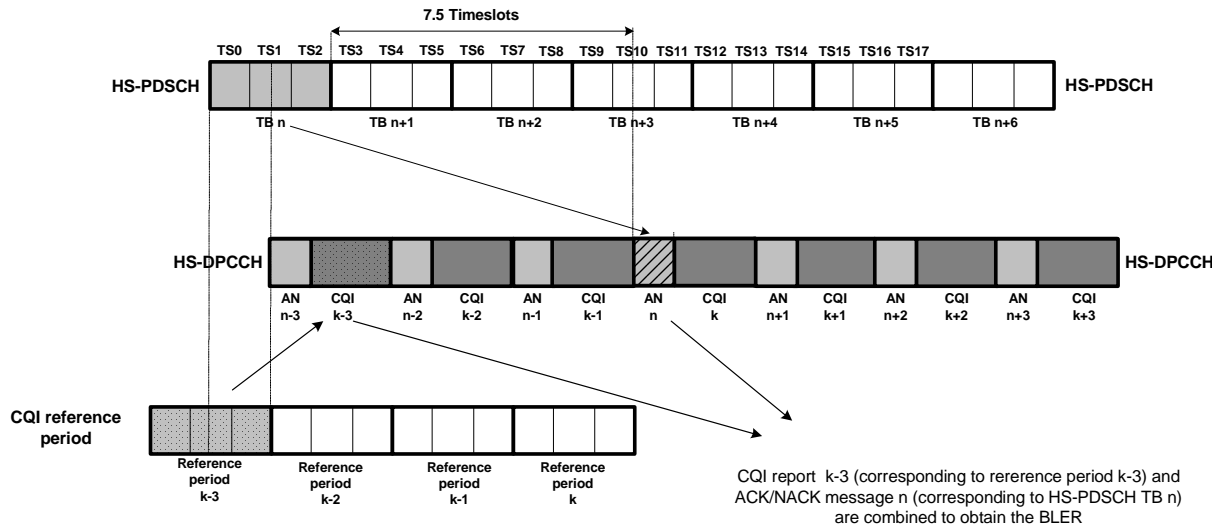 7.5 Timeslots
TS0 TS1 TS2 TS3 TS4 TS5 TS6 TS7 TS8 TS9 TS10 TS11 TS12 TS13 TS14 TS15 TS16 TS17
HS-PDSCH
HS-PDSCH
TB n TB n+1 TB n+2 TB n+3 TB n+4 TB n+5 TB n+6
HS-DPCCH
HS-DPCCH
AN CQI AN CQI AN CQI AN CQI AN CQI AN CQI AN CQI
n-3 k-3 n-2 k-2 n-1 k-1 n k n+1 k+1 n+2 k+2 n+3 k+3
CQI reference
period
Reference Reference Reference Reference
period period period period
k-3 k-2 k-1 k
CQI report k-3 (corresponding to rererence period k-3) and
ACK/NACK message n (corresponding to HS-PDSCH TB n)
are combined to obtain the BLER